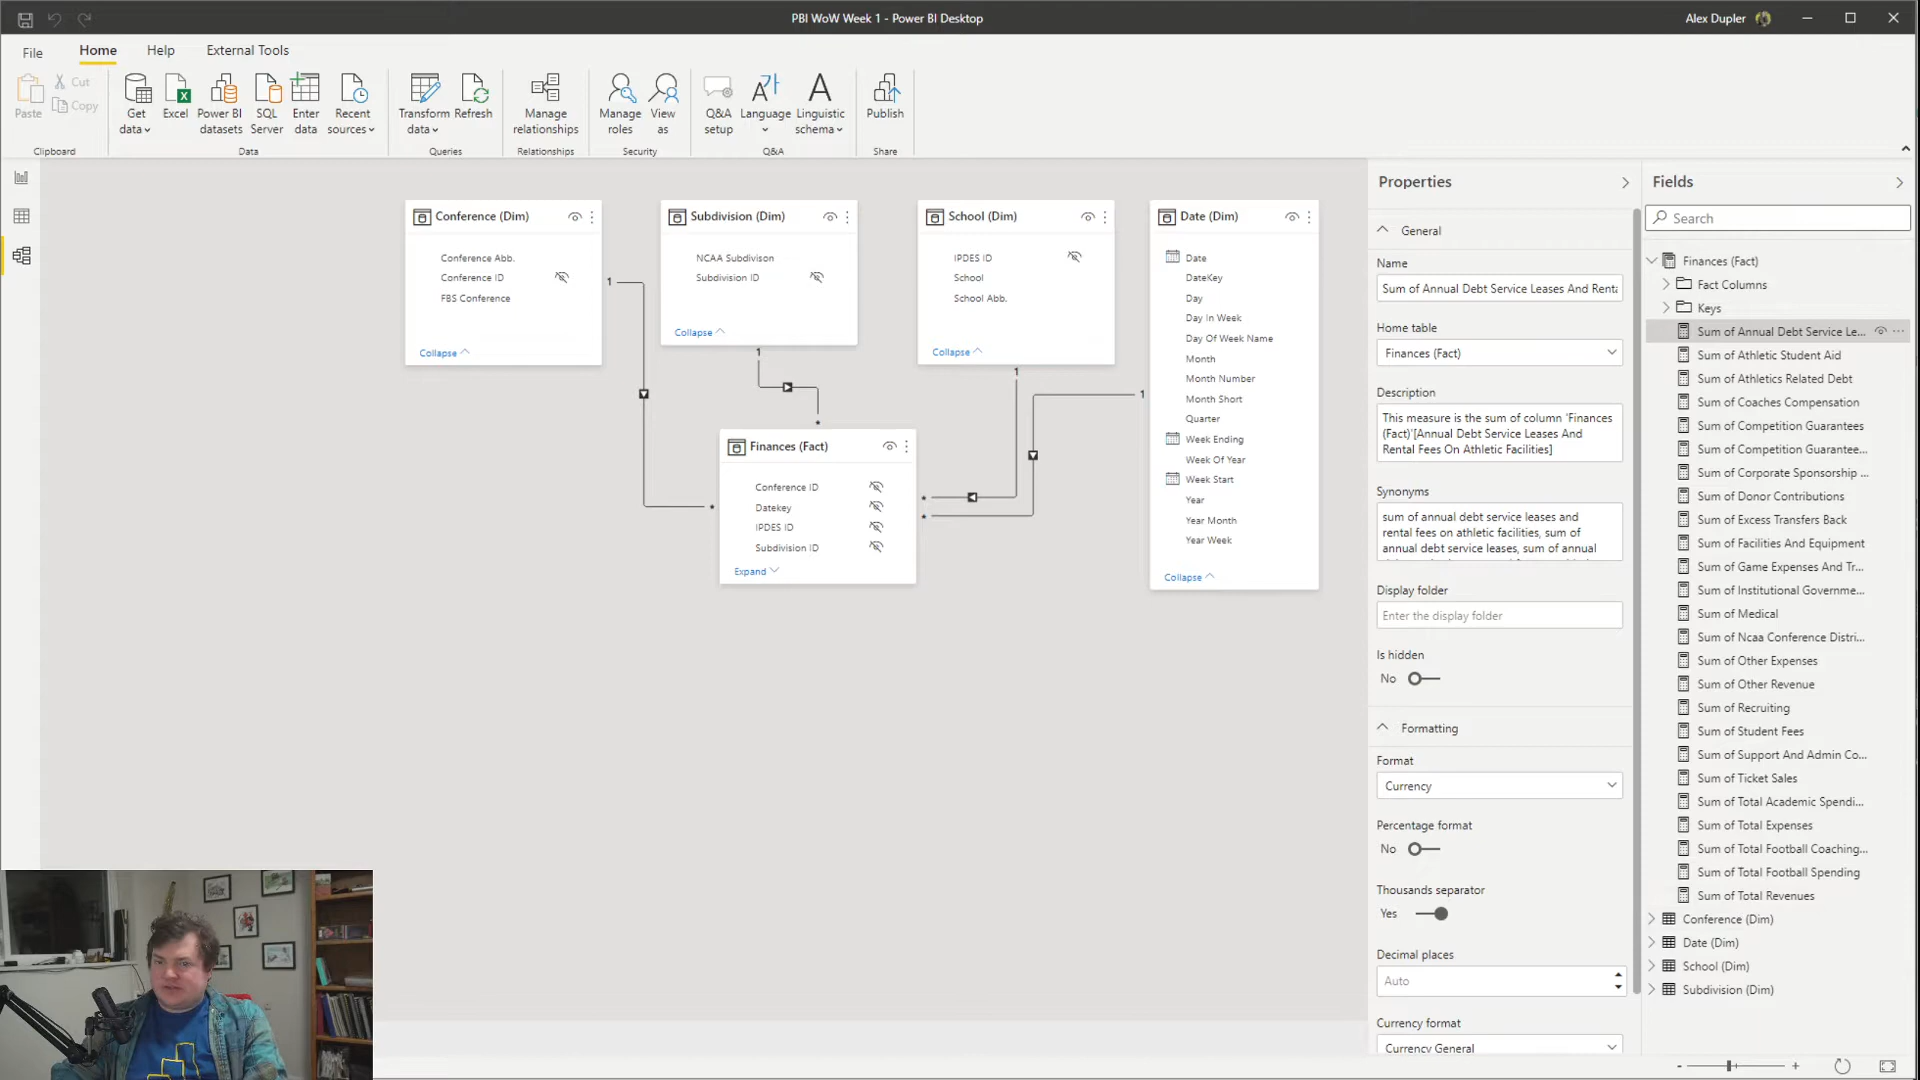 PBI WoW Week 1 - Power BI Desktop
Alex Dupler
File
Home
Help
External Tools
Paste
Cut
Copy
Clipboard
Get data
Excel
Power BI datasets
SQL Server
Enter data
Recent sources
Data
Transform data
Refresh
Queries
Manage relationships
Relationships
Manage roles
View as
Security
Q&A setup
Language
Linguistic schema
Q&A
Publish
Share
Conference (Dim)
Conference Abb.
Conference ID
FBS Conference
Collapse
1
Subdivision (Dim)
NCAA Subdivison
Subdivision ID
Collapse
1
School (Dim)
IPDES ID
School
School Abb.
Collapse
1
Date (Dim)
Date
DateKey
Day
Day In Week
Day Of Week Name
Month
Month Number
Month Short
Quarter
Week Ending
Week Of Year
Week Start
Year
Year Month
Year Week
Collapse
1
Finances (Fact)
Conference ID
Datekey
IPDES ID
Subdivision ID
Expand
*
*
*
*
Properties
General
Name
Sum of Annual Debt Service Leases And Renta
Home table
Finances (Fact)
Description
This measure is the sum of column 'Finances
(Fact)'[Annual Debt Service Leases And
Rental Fees On Athletic Facilities]
Synonyms
sum of annual debt service leases and
rental fees on athletic facilities, sum of
annual debt service leases, sum of annual
Display folder
Enter the display folder
Is hidden
No
Formatting
Format
Currency
Percentage format
No
Thousands separator
Yes
Decimal places
Auto
Currency format
Currency General
Fields
Search
Finances (Fact)
Fact Columns
Keys
Sum of Annual Debt Service Le...
Sum of Athletic Student Aid
Sum of Athletics Related Debt
Sum of Coaches Compensation
Sum of Competition Guarantees
Sum of Competition Guarantee...
Sum of Corporate Sponsorship ...
Sum of Donor Contributions
Sum of Excess Transfers Back
Sum of Facilities And Equipment
Sum of Game Expenses And Tr...
Sum of Institutional Governme...
Sum of Medical
Sum of Ncaa Conference Distri...
Sum of Other Expenses
Sum of Other Revenue
Sum of Recruiting
Sum of Student Fees
Sum of Support And Admin Co...
Sum of Ticket Sales
Sum of Total Academic Spendi...
Sum of Total Expenses
Sum of Total Football Coaching...
Sum of Total Football Spending
Sum of Total Revenues
Conference (Dim)
Date (Dim)
School (Dim)
Subdivision (Dim)